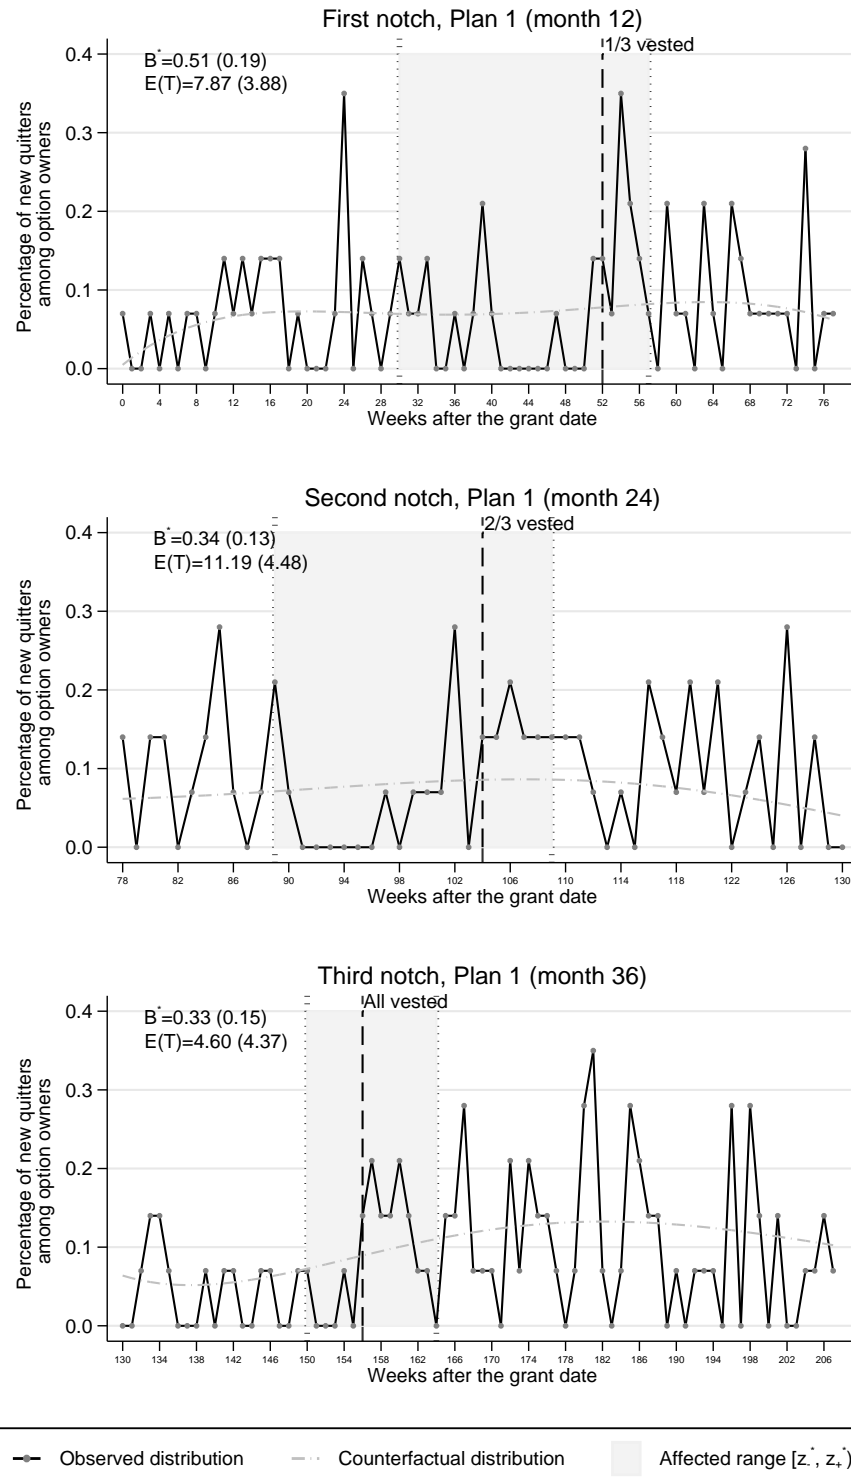 First notch, Plan 1 (month 12)
1/3 vested
B*=0.51 (0.19)
E(T)=7.87 (3.88)
Percentage of new quitters
among option owners
0.4
0.3
0.2
0.1
0.0
0 4 8 12 16 20 24 28 32 36 40 44 48 52 56 60 64 68 72 76
Weeks after the grant date
Second notch, Plan 1 (month 24)
2/3 vested
B*=0.34 (0.13)
E(T)=11.19 (4.48)
Percentage of new quitters
among option owners
0.4
0.3
0.2
0.1
0.0
78 82 86 90 94 98 102 106 110 114 118 122 126 130
Weeks after the grant date
Third notch, Plan 1 (month 36)
All vested
B*=0.33 (0.15)
E(T)=4.60 (4.37)
Percentage of new quitters
among option owners
0.4
0.3
0.2
0.1
0.0
130 134 138 142 146 150 154 158 162 166 170 174 178 182 186 190 194 198 202 206
Weeks after the grant date
Observed distribution
Counterfactual distribution
Affected range [z₋*, z₊*)